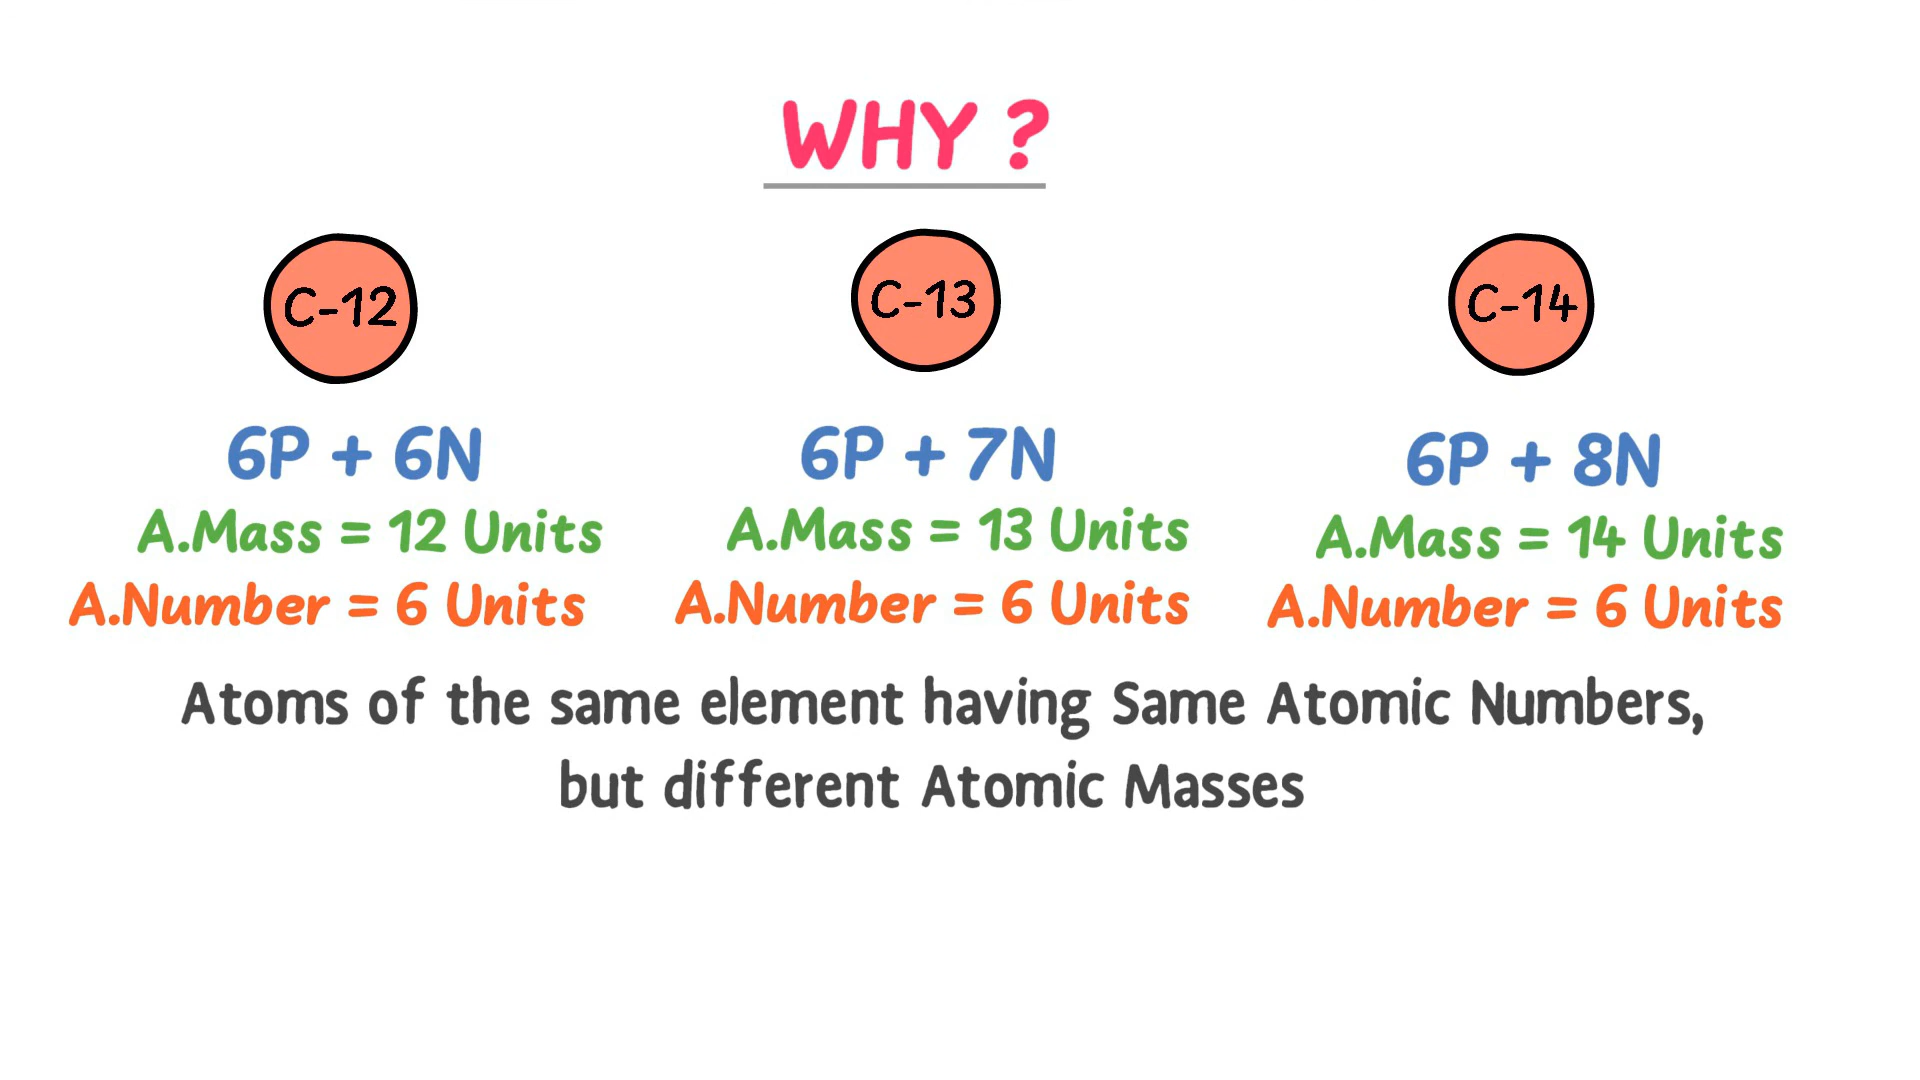 WHY ?
C-12
C-13
C-14
6P + 6N
6P + 7N
6P + 8N
A.Mass = 12 Units
A.Mass = 13 Units
A.Mass = 14 Units
A.Number = 6 Units
A.Number = 6 Units
A.Number = 6 Units
Atoms of the same element having Same Atomic Numbers,
but different Atomic Masses